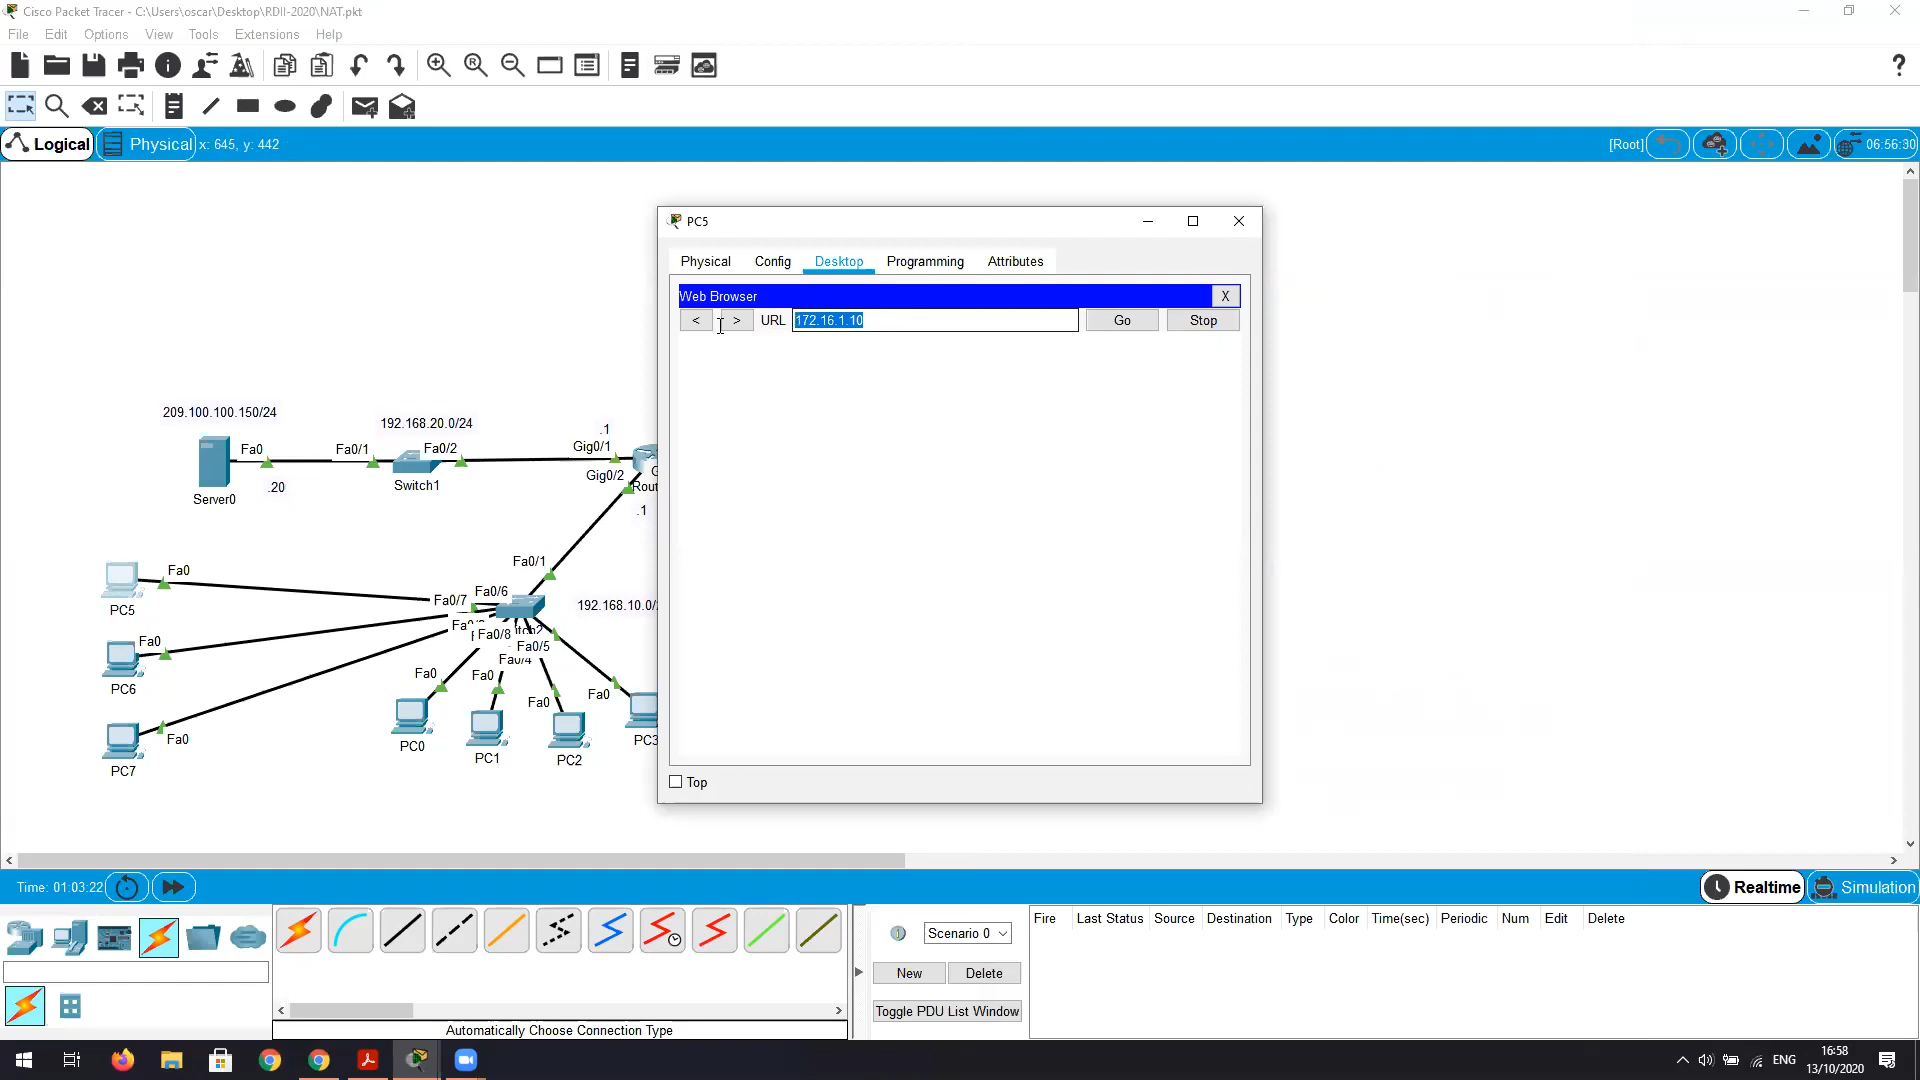 Cisco Packet Tracer - C:\Users\oscar\Desktop\RDII-2020\NAT.pkt
File Edit Options View Tools Extensions Help
?
Logical Physical x: 645, y: 442 [Root] 06:56:30
PC5
Physical Config Desktop Programming Attributes
Web Browser X
< > URL 172.16.1.10 Go Stop
Top
209.100.100.150/24
192.168.20.0/24
.1
Fa0 Fa0/1 Fa0/2 Gig0/1
Gig0/2
Switch1
.20
Server0
.1
Fa0/1
Fa0
Fa0/6
Fa0/7
192.168.10.0/
PC5
Fa0/8
Fa0/5
Fa0
Fa0/4
Fa0 Fa0
PC6
Fa0 Fa0
Fa0
PC3
PC0
PC1 PC2
PC7
Time: 01:03:22 Realtime Simulation
Scenario 0
New Delete
Toggle PDU List Window
Fire Last Status Source Destination Type Color Time(sec) Periodic Num Edit Delete
Automatically Choose Connection Type
ENG
16:58
13/10/2020